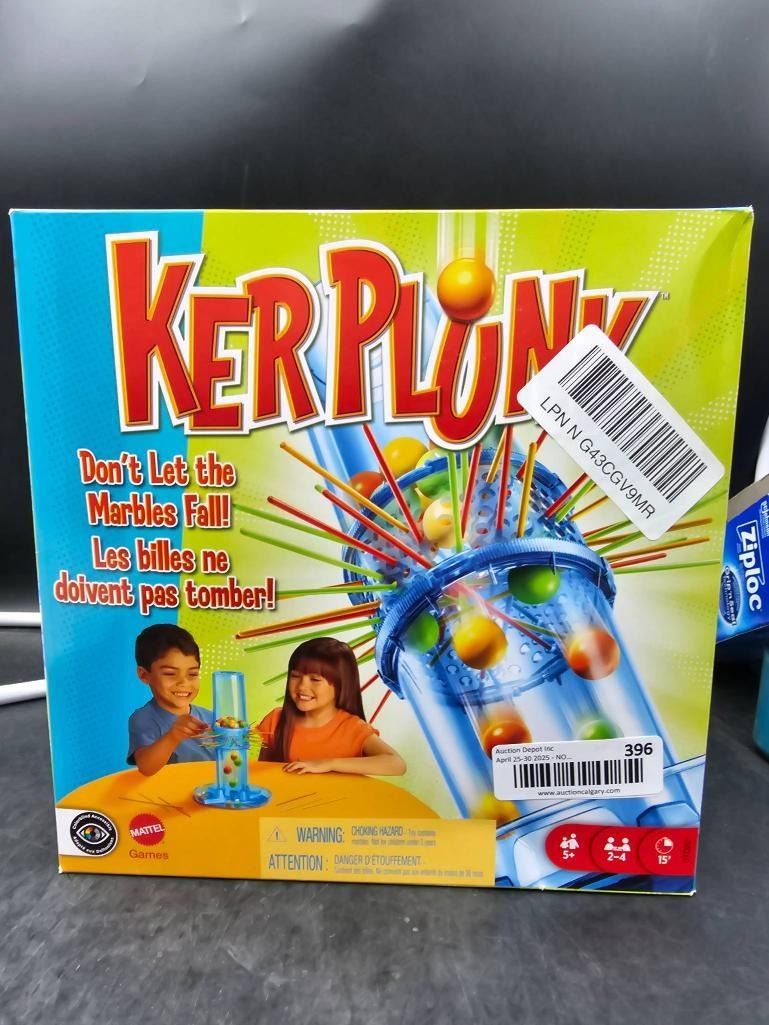 KERPLUNK
TM
Don't Let the
Marbles Fall!
Les billes ne
doivent pas tomber!
LPN N G43CGV9MR
Ziploc
Auction Depot Inc
April 25-30 2025 - NO...
396
www.auctioncalgary.com
MATTEL
Games
WARNING: CHOKING HAZARD
ATTENTION : DANGER D'ÉTOUFFEMENT
5+
2-4
15'